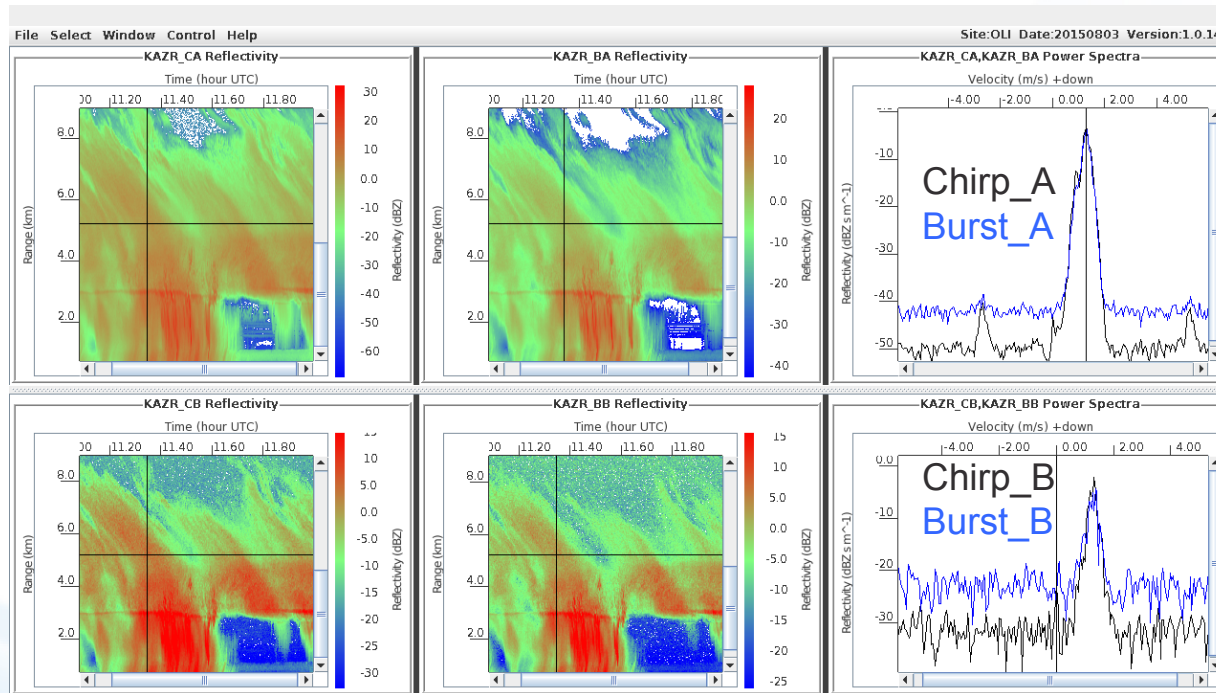 File Select Window Control Help Site:OLI Date:20150803 Version:1.0.14
KAZR_CA Reflectivity
Time (hour UTC)
00 11.20 11.40 11.60 11.80
8.0
6.0
4.0
2.0
Range (km)
30
20
10
0.0
-10
-20
-30
-40
-50
-60
Reflectivity (dBZ)
KAZR_BA Reflectivity
Time (hour UTC)
00 11.20 11.40 11.60 11.80
8.0
6.0
4.0
2.0
Range (km)
20
10
0.0
-10
-20
-30
-40
Reflectivity (dBZ)
KAZR_CA,KAZR_BA Power Spectra
Velocity (m/s) +down
-4.00 -2.00 0.00 2.00 4.00
-10
-20
-30
-40
-50
Reflectivity (dBZ s m^-1)
Chirp_A
Burst_A
KAZR_CB Reflectivity
Time (hour UTC)
00 11.20 11.40 11.60 11.80
8.0
6.0
4.0
2.0
Range (km)
15
10
5.0
0.0
-5.0
-10
-15
-20
-25
-30
Reflectivity (dBZ)
KAZR_BB Reflectivity
Time (hour UTC)
00 11.20 11.40 11.60 11.80
8.0
6.0
4.0
2.0
Range (km)
15
10
5.0
0.0
-5.0
-10
-15
-20
-25
Reflectivity (dBZ)
KAZR_CB,KAZR_BB Power Spectra
Velocity (m/s) +down
-4.00 -2.00 0.00 2.00 4.00
0.0
-10
-20
-30
Reflectivity (dBZ s m^-1)
Chirp_B
Burst_B